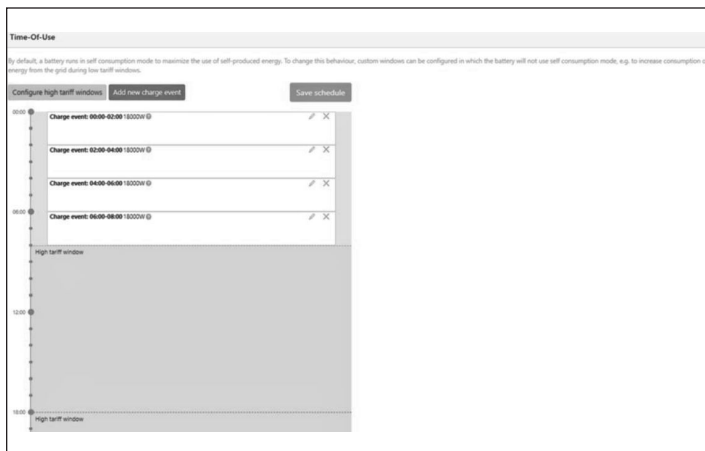 Time-Of-Use
By default, a battery runs in self consumption mode to maximize the use of self-produced energy. To change this behaviour, custom windows can be configured in which the battery will not use self consumption mode, e.g. to increase consumption o
energy from the grid during low tariff windows.
Configure high tariff windows Add new charge event Save schedule
00:00
Charge event: 00:00-02:00 18000W
Charge event: 02:00-04:00 18000W
Charge event: 04:00-06:00 18000W
06:00
Charge event: 06:00-08:00 18000W
High tariff window
12:00
18:00
High tariff window